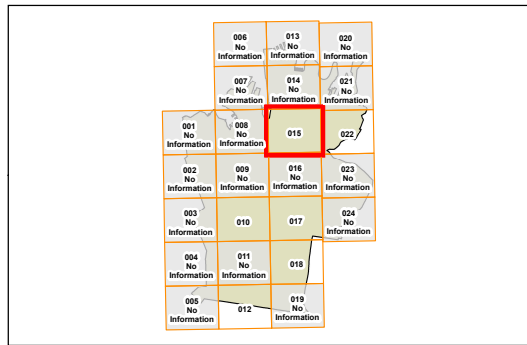 006
No
Information
013
No
Information
020
No
Information
007
No
Information
014
No
Information
021
No
Information
001
No
Information
008
No
Information
015
022
002
No
Information
009
No
Information
016
No
Information
023
No
Information
003
No
Information
010
017
024
No
Information
004
No
Information
011
No
Information
018
005
No
Information
012
019
No
Information